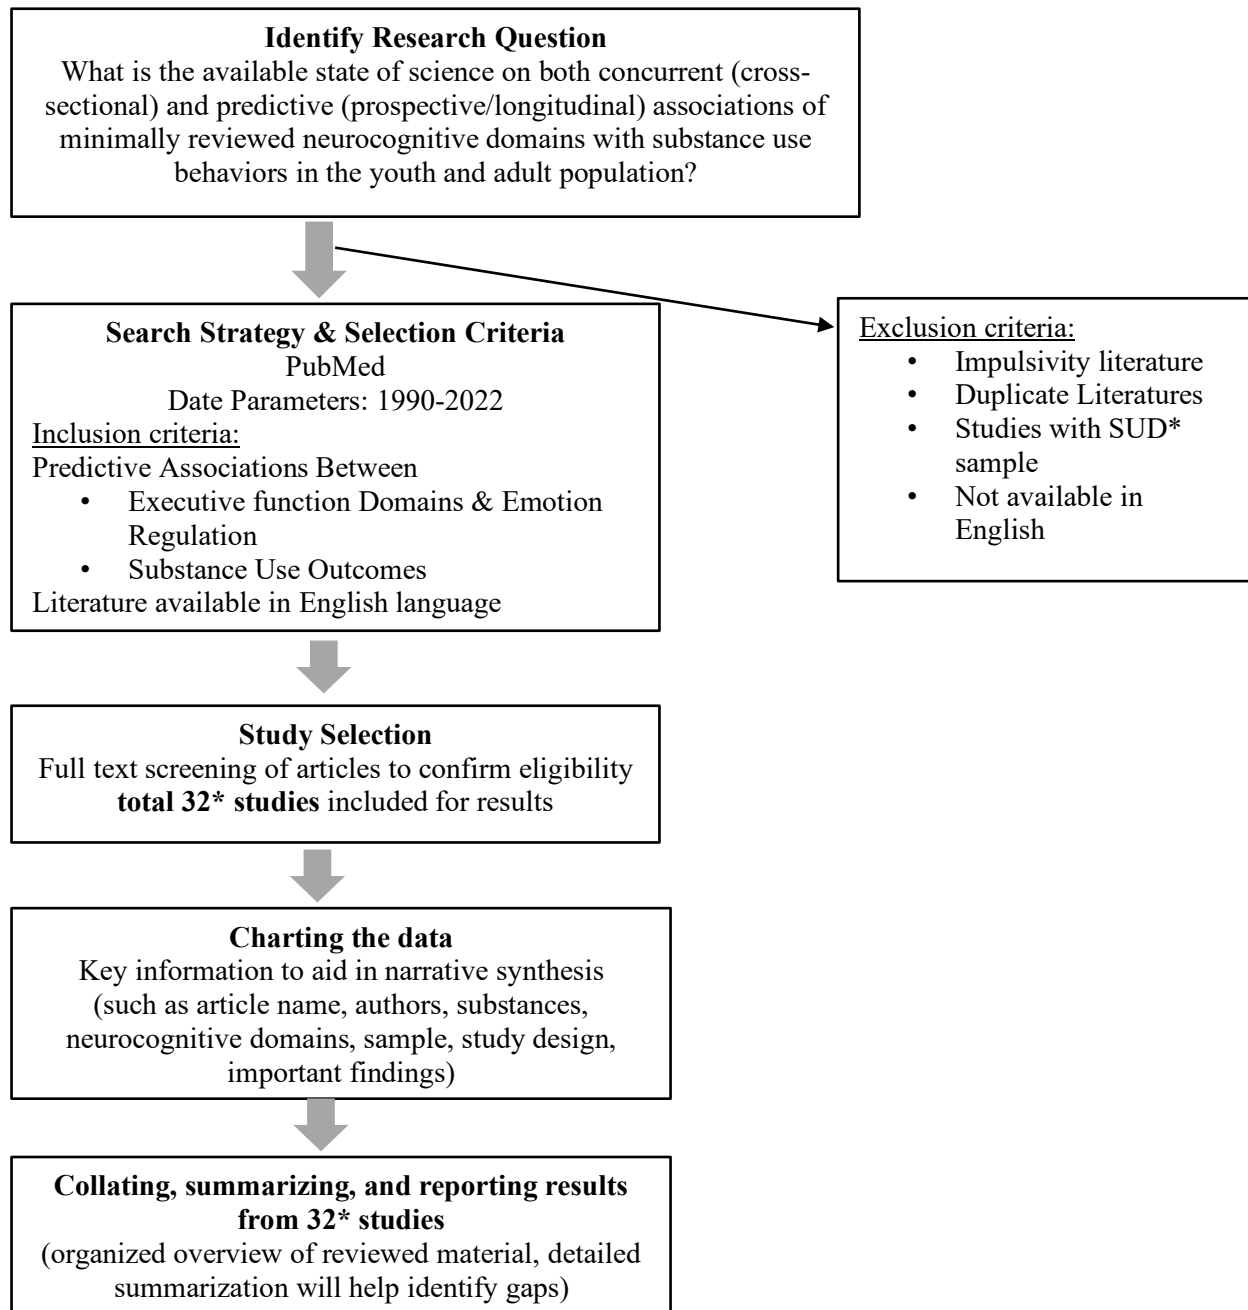 Identify Research Question
What is the available state of science on both concurrent (cross-
sectional) and predictive (prospective/longitudinal) associations of
minimally reviewed neurocognitive domains with substance use
behaviors in the youth and adult population?
Search Strategy & Selection Criteria
PubMed
Date Parameters: 1990-2022
Inclusion criteria:
Predictive Associations Between
• Executive function Domains & Emotion
Regulation
• Substance Use Outcomes
Literature available in English language
Exclusion criteria:
• Impulsivity literature
• Duplicate Literatures
• Studies with SUD*
sample
• Not available in
English
Study Selection
Full text screening of articles to confirm eligibility
total 32* studies included for results
Charting the data
Key information to aid in narrative synthesis
(such as article name, authors, substances,
neurocognitive domains, sample, study design,
important findings)
Collating, summarizing, and reporting results
from 32* studies
(organized overview of reviewed material, detailed
summarization will help identify gaps)